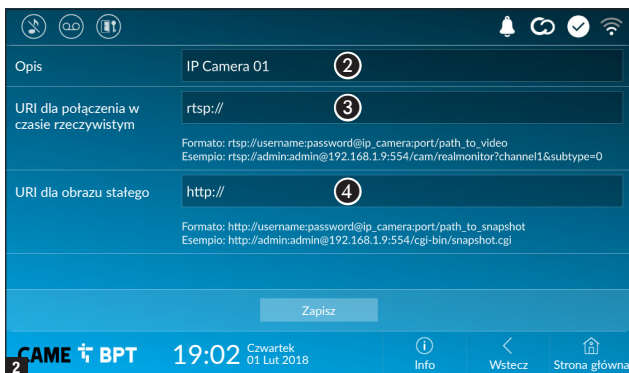 Opis
IP Camera 01
2
URI dla połączenia w
czasie rzeczywistym
rtsp://
3
Formato: rtsp://username:password@ip_camera:port/path_to_video
Esempio: rtsp://admin:admin@192.168.1.9:554/cam/realmonitor?channel1&subtype=0
URI dla obrazu stałego
http://
4
Formato: http://username:password@ip_camera:port/path_to_snapshot
Esempio: http://admin:admin@192.168.1.9:554/cgi-bin/snapshot.cgi
Zapisz
2
CAME BPT
19:02
Czwartek
01 Lut 2018
Info
Wstecz
Strona główna